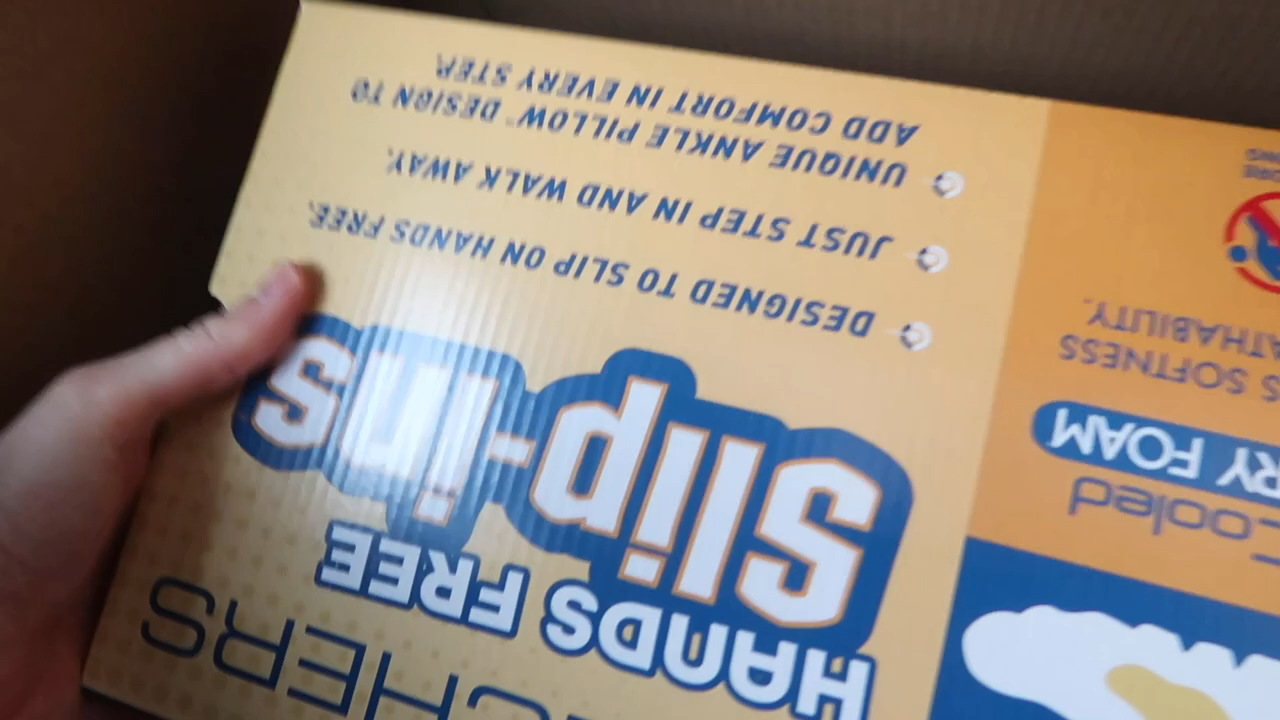 CHERS
HANDS FREE
Slip-ins
DESIGNED TO SLIP ON HANDS FREE.
JUST STEP IN AND WALK AWAY.
UNIQUE ANKLE PILLOW™ DESIGN TO
ADD COMFORT IN EVERY STEP.
Cooled
RY FOAM
S SOFTNESS
ATHABILITY.